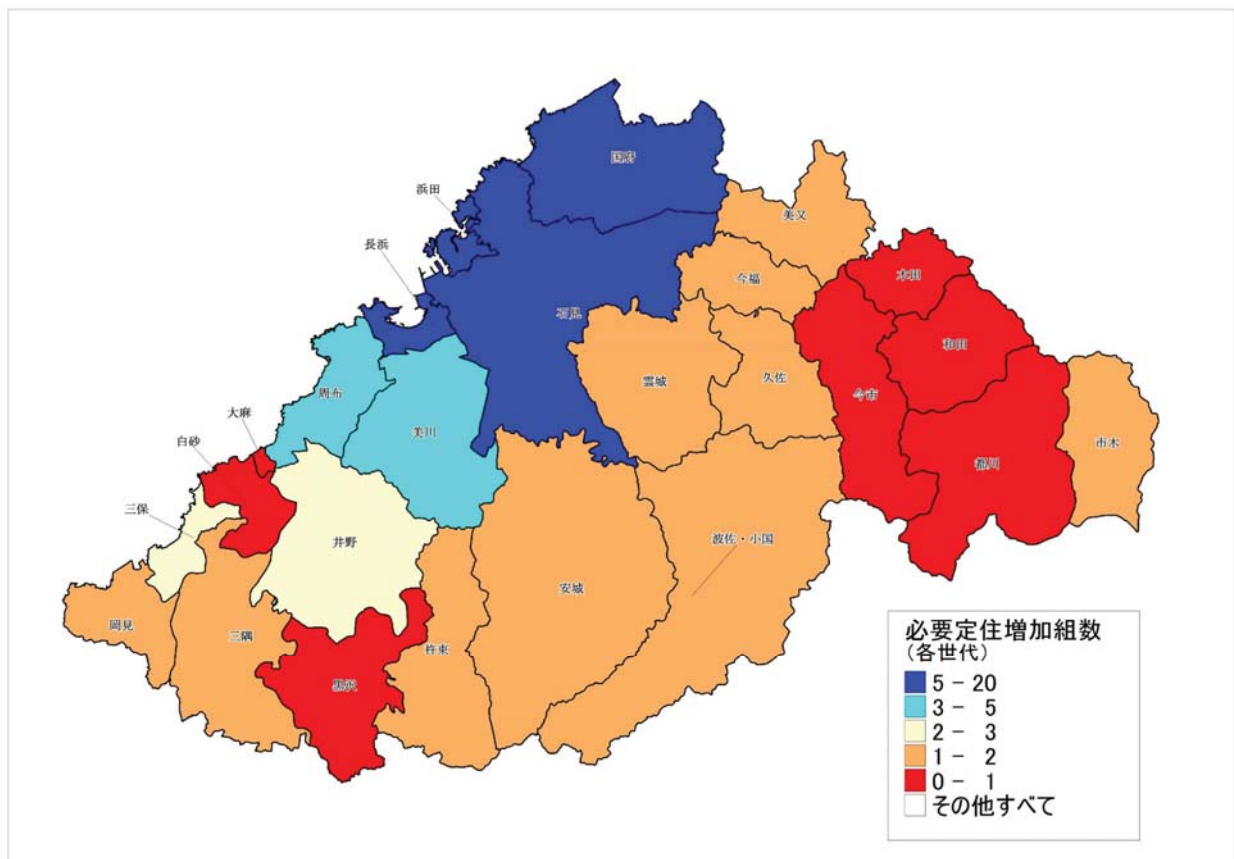 国府
浜田
美又
長浜
今福
木田
石見
和田
雲城
久佐
周布
今市
大麻
美川
市木
白砂
都川
三保
井野
波佐・小国
安城
岡見
三隅
杵束
黒沢
必要定住増加組数
(各世代)
5 - 20
3 - 5
2 - 3
1 - 2
0 - 1
その他すべて